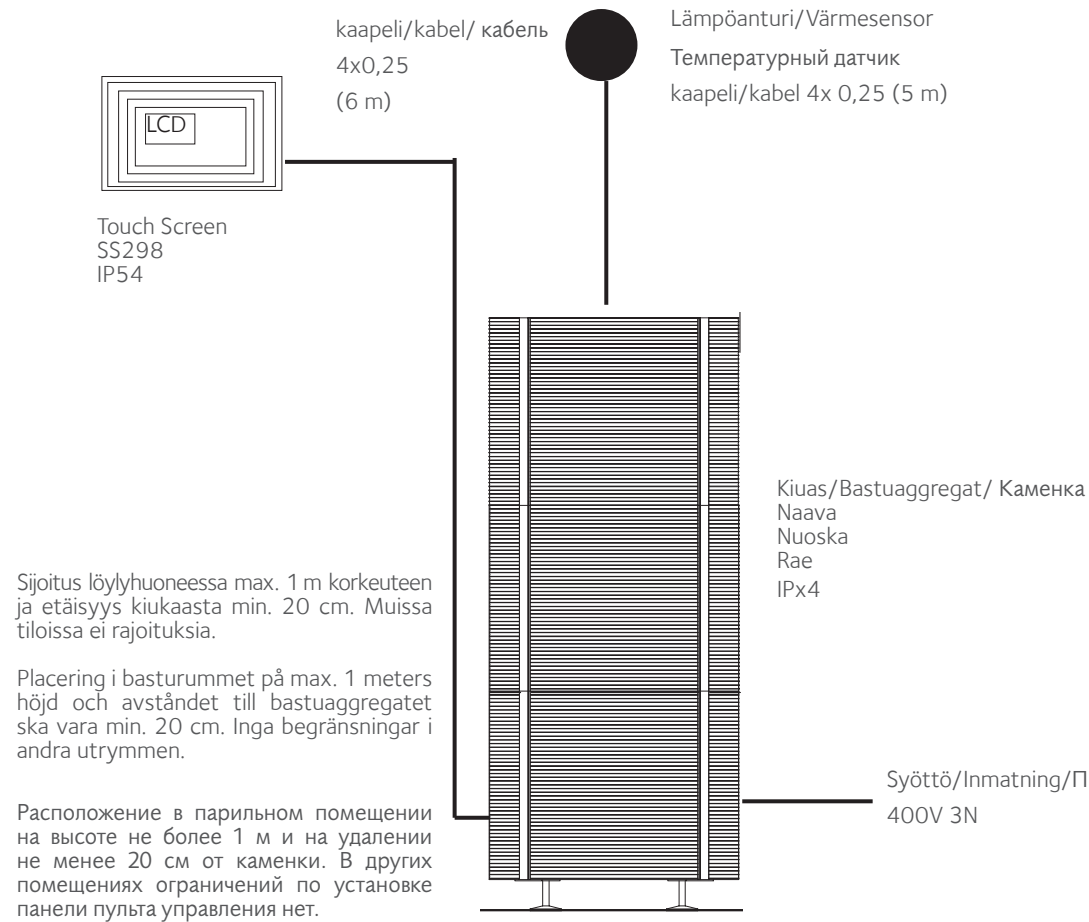 kaapeli/kabel/ кабель
4x0,25
(6 m)
Lämpöanturi/Värmesensor
Температурный датчик
kaapeli/kabel 4x 0,25 (5 m)
LCD
Touch Screen
SS298
IP54
Kiuas/Bastuaggregat/ Каменка
Naava
Nuoska
Rae
IPx4
Sijoitus löylyhuoneessa max. 1 m korkeuteen
ja etäisyys kiukaasta min. 20 cm. Muissa
tiloissa ei rajoituksia.
Placering i basturummet på max. 1 meters
höjd och avståndet till bastuaggregatet
ska vara min. 20 cm. Inga begränsningar i
andra utrymmen.
Расположение в парильном помещении
на высоте не более 1 м и на удалении
не менее 20 см от каменки. В других
помещениях ограничений по установке
панели пульта управления нет.
Syöttö/Inmatning/П
400V 3N